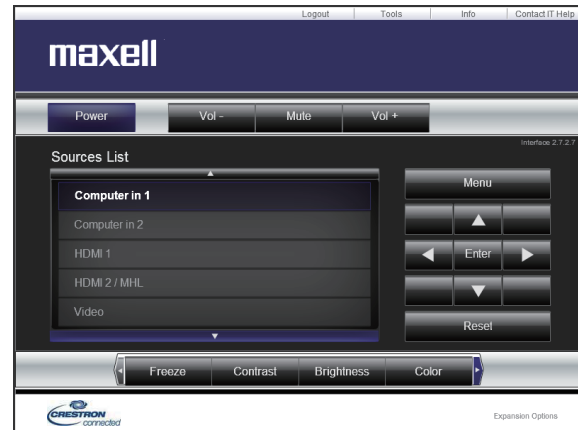 Logout Tools Info Contact IT Help
maxell
Power Vol - Mute Vol +
Interface 2.7.2.7
Sources List
Computer in 1
Computer in 2
HDMI 1
HDMI 2 / MHL
Video
Menu
Enter
Reset
Freeze Contrast Brightness Color
CRESTRON
connected
Expansion Options